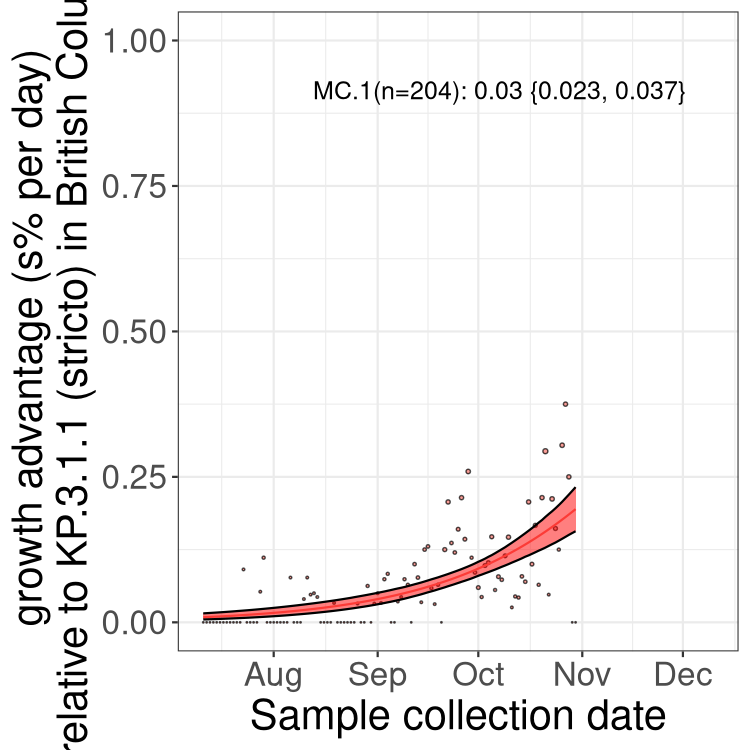 growth advantage (s% per day)
relative to KP.3.1.1 (stricto) in British Colu
1.00
0.75
0.50
0.25
0.00
MC.1(n=204): 0.03 {0.023, 0.037}
Aug Sep Oct Nov Dec
Sample collection date